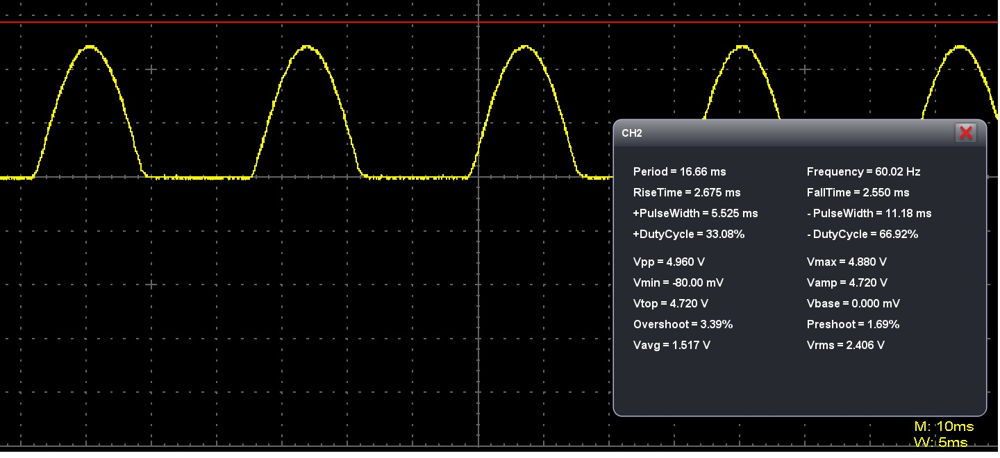 CH2
Period = 16.66 ms Frequency = 60.02 Hz
RiseTime = 2.675 ms FallTime = 2.550 ms
+PulseWidth = 5.525 ms - PulseWidth = 11.18 ms
+DutyCycle = 33.08% - DutyCycle = 66.92%
Vpp = 4.960 V Vmax = 4.880 V
Vmin = -80.00 mV Vamp = 4.720 V
Vtop = 4.720 V Vbase = 0.000 mV
Overshoot = 3.39% Preshoot = 1.69%
Vavg = 1.517 V Vrms = 2.406 V
M: 10ms
W: 5ms